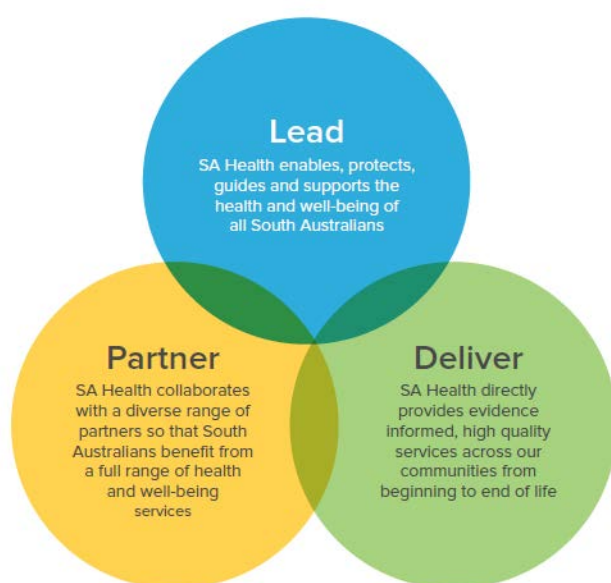 Lead
SA Health enables, protects,
guides and supports the
health and well-being of
all South Australians
Partner
SA Health collaborates
with a diverse range of
partners so that South
Australians benefit from
a full range of health
and well-being
services
Deliver
SA Health directly
provides evidence
informed, high quality
services across our
communities from
beginning to end of life